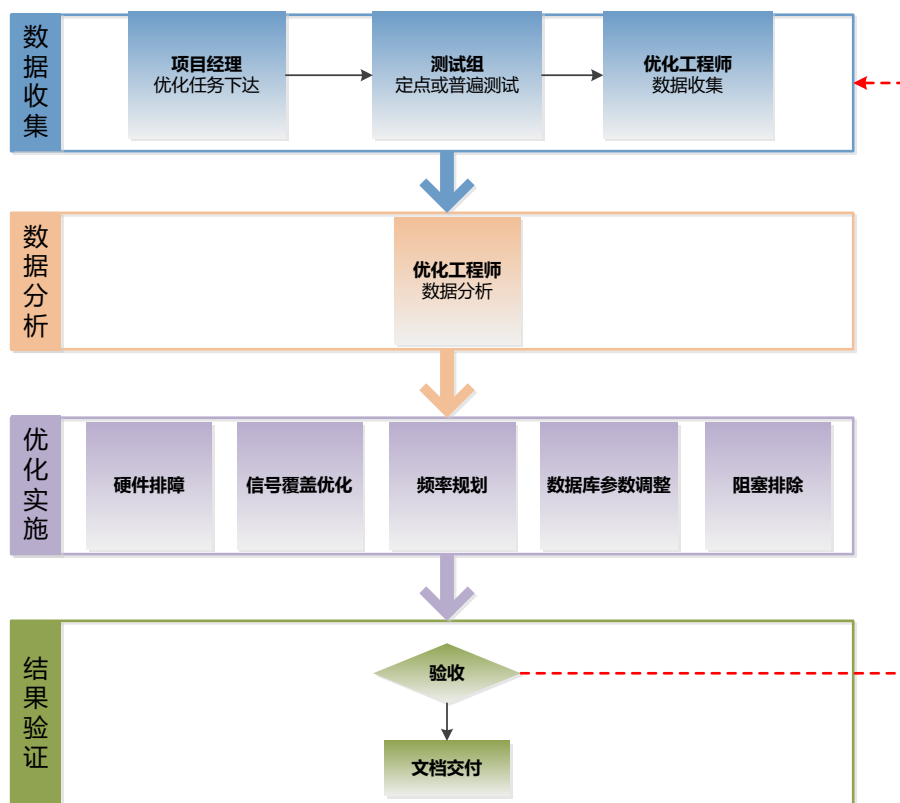 数据收集
项目经理
优化任务下达
测试组
定点或普遍测试
优化工程师
数据收集
数据分析
优化工程师
数据分析
优化实施
硬件排障
信号覆盖优化
频率规划
数据库参数调整
阻塞排除
结果验证
验收
文档交付